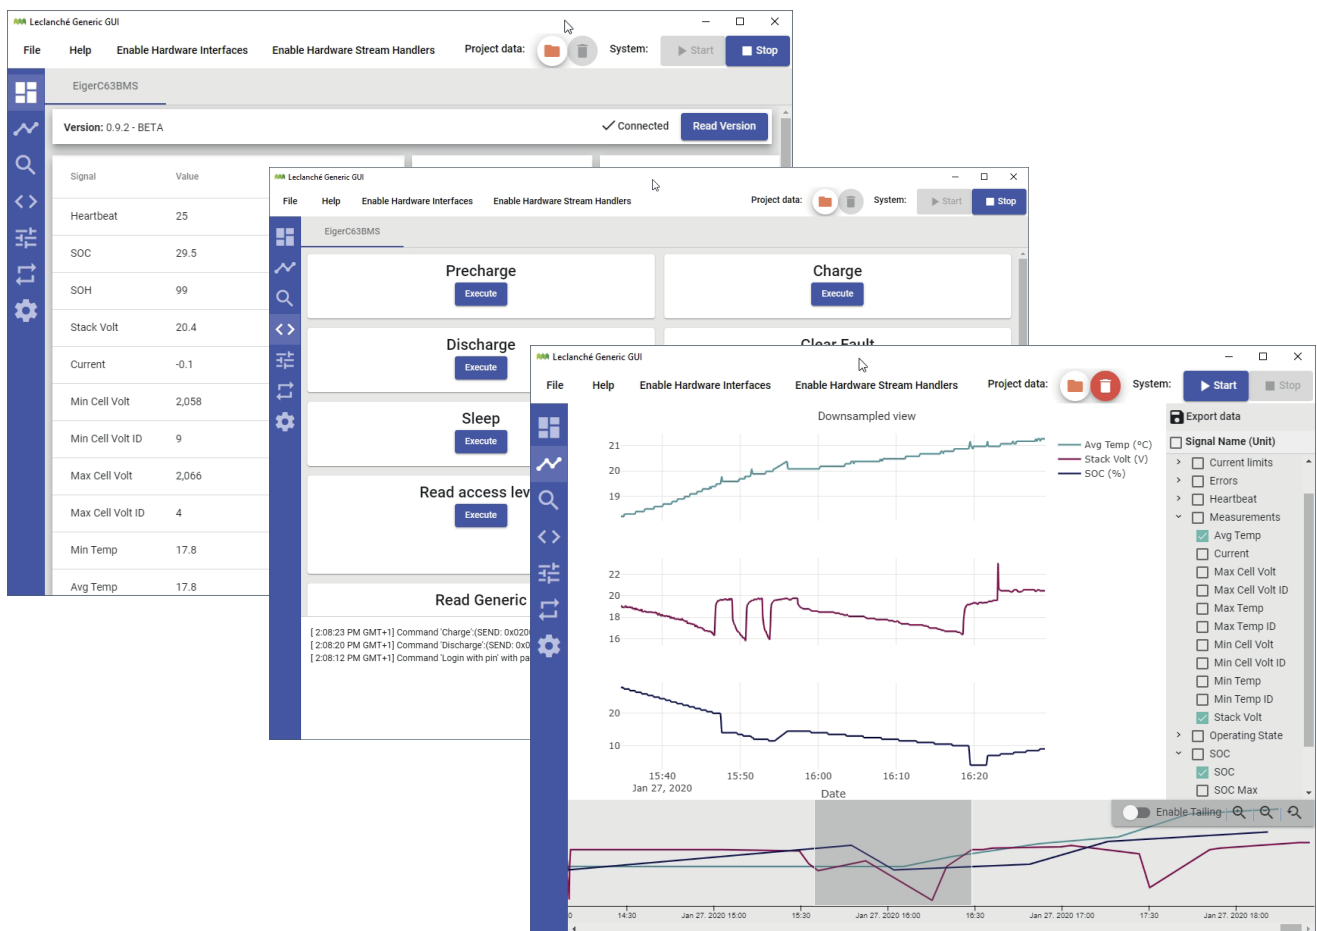 Leclanché Generic GUI
File Help Enable Hardware Interfaces Enable Hardware Stream Handlers Project data: System: Start Stop
EigerC63BMS
Version: 0.9.2 - BETA Connected Read Version
Signal Value
Heartbeat 25
SOC 29.5
SOH 99
Stack Volt 20.4
Current -0.1
Min Cell Volt 2,058
Min Cell Volt ID 9
Max Cell Volt 2,066
Max Cell Volt ID 4
Min Temp 17.8
Avg Temp 17.8
Leclanché Generic GUI
File Help Enable Hardware Interfaces Enable Hardware Stream Handlers Project data: System: Start Stop
EigerC63BMS
Precharge
Execute
Charge
Execute
Discharge
Execute
Clear Fault
Sleep
Execute
Read access lev
Execute
Read Generic
[ 2:08:23 PM GMT+1] Command 'Charge':(SEND: 0x020
[ 2:08:20 PM GMT+1] Command 'Discharge':(SEND: 0x0
[ 2:08:12 PM GMT+1] Command 'Login with pin' with pa
Leclanché Generic GUI
File Help Enable Hardware Interfaces Enable Hardware Stream Handlers Project data: System: Start Stop
Downsampled view
21
20
19
22
20
18
16
20
10
15:40 15:50 16:00 16:10 16:20
Jan 27, 2020
Date
Avg Temp (ºC)
Stack Volt (V)
SOC (%)
Export data
Signal Name (Unit)
Current limits
Errors
Heartbeat
Measurements
Avg Temp
Current
Max Cell Volt
Max Cell Volt ID
Max Temp
Max Temp ID
Min Cell Volt
Min Cell Volt ID
Min Temp
Min Temp ID
Stack Volt
Operating State
SOC
SOC
SOC Max
Enable Tailing
0 14:30 Jan 27, 2020 15:00 15:30 Jan 27, 2020 16:00 16:30 Jan 27, 2020 17:00 17:30 Jan 27, 2020 18:00